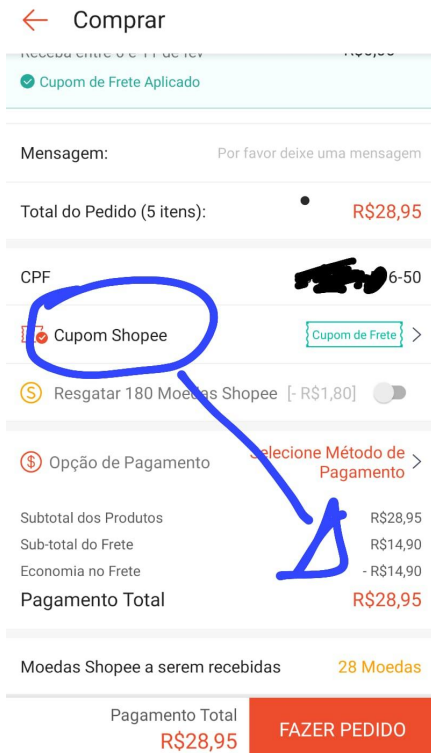 Comprar
Cupom de Frete Aplicado
Mensagem: Por favor deixe uma mensagem
Total do Pedido (5 itens): R$28,95
CPF 6-50
Cupom Shopee Cupom de Frete >
S Resgatar 180 Moedas Shopee [- R$1,80]
$ Opção de Pagamento Selecione Método de Pagamento >
Subtotal dos Produtos R$28,95
Sub-total do Frete R$14,90
Economia no Frete - R$14,90
Pagamento Total R$28,95
Moedas Shopee a serem recebidas 28 Moedas
Pagamento Total
R$28,95
FAZER PEDIDO